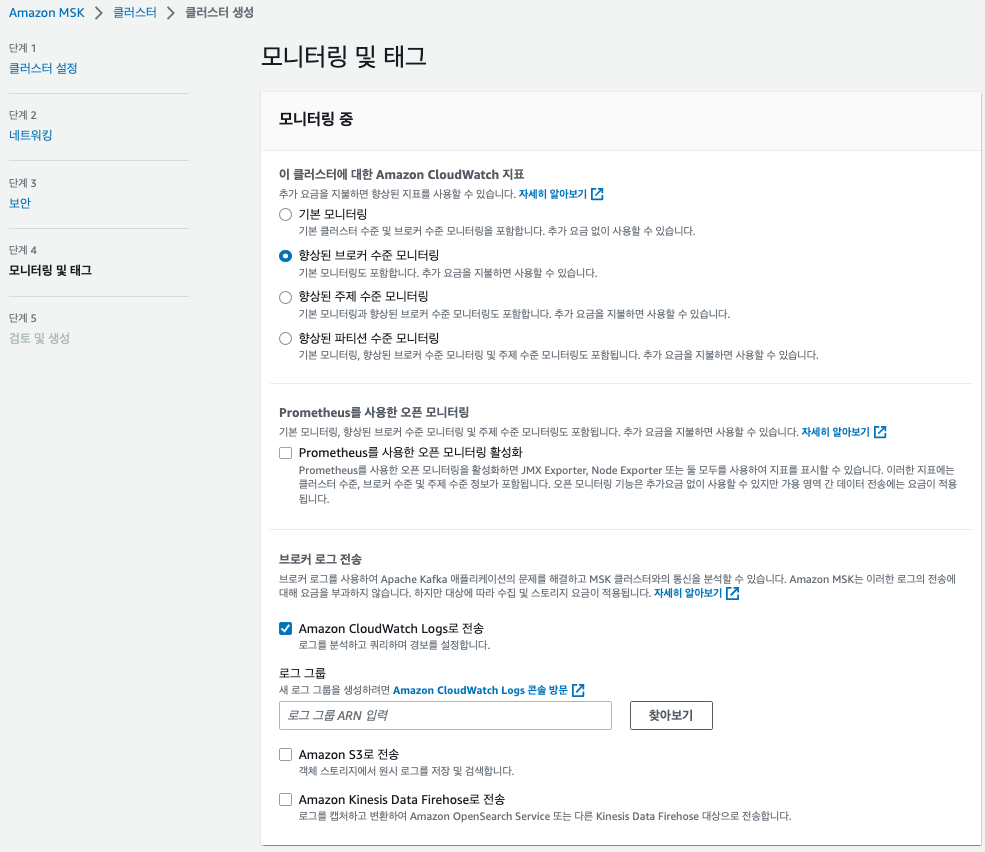 Amazon MSK > 클러스터 > 클러스터 생성
단계 1
클러스터 설정
단계 2
네트워킹
단계 3
보안
단계 4
모니터링 및 태그
단계 5
검토 및 생성
모니터링 및 태그
모니터링 중
이 클러스터에 대한 Amazon CloudWatch 지표
추가 요금을 지불하면 향상된 지표를 사용할 수 있습니다. 자세히 알아보기
기본 모니터링
기본 클러스터 수준 및 브로커 수준 모니터링을 포함합니다. 추가 요금 없이 사용할 수 있습니다.
향상된 브로커 수준 모니터링
기본 모니터링도 포함합니다. 추가 요금을 지불하면 사용할 수 있습니다.
향상된 주제 수준 모니터링
기본 모니터링과 향상된 브로커 수준 모니터링도 포함합니다. 추가 요금을 지불하면 사용할 수 있습니다.
향상된 파티션 수준 모니터링
기본 모니터링, 향상된 브로커 수준 모니터링 및 주제 수준 모니터링도 포함됩니다. 추가 요금을 지불하면 사용할 수 있습니다.
Prometheus를 사용한 오픈 모니터링
기본 모니터링, 향상된 브로커 수준 모니터링 및 주제 수준 모니터링도 포함됩니다. 추가 요금을 지불하면 사용할 수 있습니다. 자세히 알아보기
Prometheus를 사용한 오픈 모니터링 활성화
Prometheus를 사용한 오픈 모니터링을 활성화하면 JMX Exporter, Node Exporter 또는 둘 모두를 사용하여 지표를 표시할 수 있습니다. 이러한 지표에는
클러스터 수준, 브로커 수준 및 주제 수준 정보가 포함됩니다. 오픈 모니터링 기능은 추가요금 없이 사용할 수 있지만 가용 영역 간 데이터 전송에는 요금이 적용
됩니다.
브로커 로그 전송
브로커 로그를 사용하여 Apache Kafka 애플리케이션의 문제를 해결하고 MSK 클러스터와의 통신을 분석할 수 있습니다. Amazon MSK는 이러한 로그의 전송에
대해 요금을 부과하지 않습니다. 하지만 대상에 따라 수집 및 스토리지 요금이 적용됩니다. 자세히 알아보기
Amazon CloudWatch Logs로 전송
로그를 분석하고 쿼리하며 경보를 설정합니다.
로그 그룹
새 로그 그룹을 생성하려면 Amazon CloudWatch Logs 콘솔 방문
로그 그룹 ARN 입력
찾아보기
Amazon S3로 전송
객체 스토리지에서 원시 로그를 저장 및 검색합니다.
Amazon Kinesis Data Firehose로 전송
로그를 캡처하고 변환하여 Amazon OpenSearch Service 또는 다른 Kinesis Data Firehose 대상으로 전송합니다.